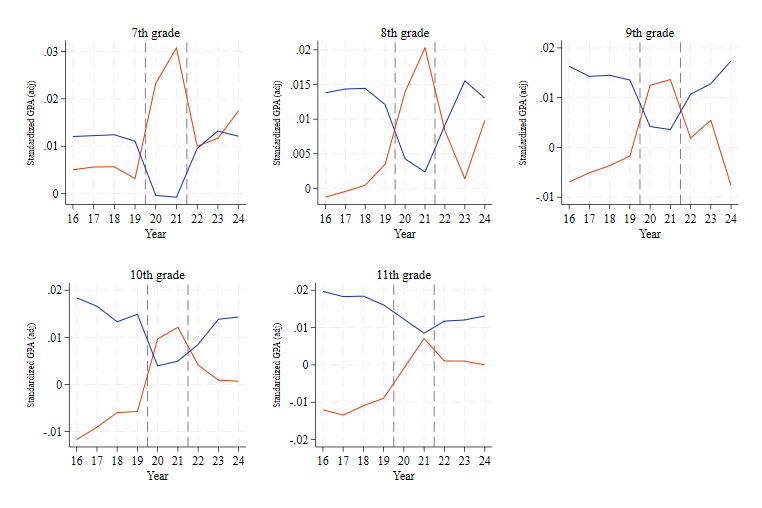 7th grade
Standardized GPA (adj)
.03
.02
.01
0
16 17 18 19 20 21 22 23 24
Year
8th grade
Standardized GPA (adj)
.02
.015
.01
.005
0
16 17 18 19 20 21 22 23 24
Year
9th grade
Standardized GPA (adj)
.02
.01
0
-.01
16 17 18 19 20 21 22 23 24
Year
10th grade
Standardized GPA (adj)
.02
.01
0
-.01
16 17 18 19 20 21 22 23 24
Year
11th grade
Standardized GPA (adj)
.02
.01
0
-.01
-.02
16 17 18 19 20 21 22 23 24
Year